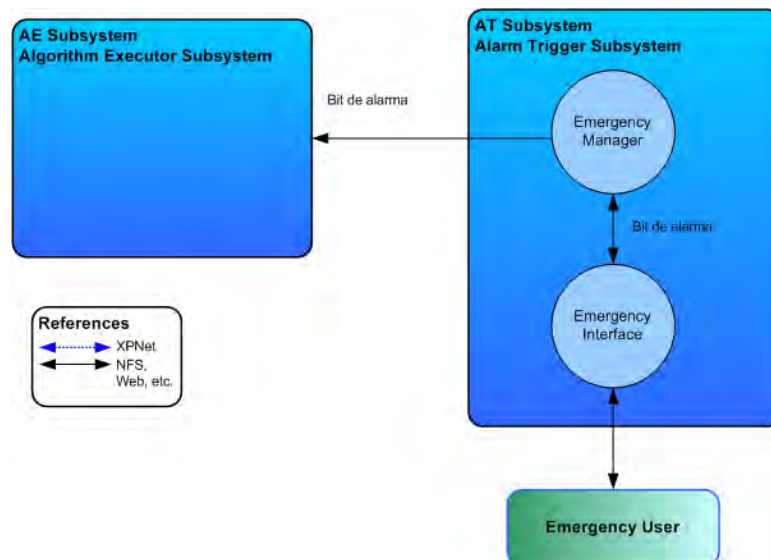 AE Subsystem
Algorithm Executor Subsystem
AT Subsystem
Alarm Trigger Subsystem
Bit de alarma
Emergency
Manager
Bit de alarma
Emergency
Interface
References
XPNet
NFS,
Web, etc.
Emergency User